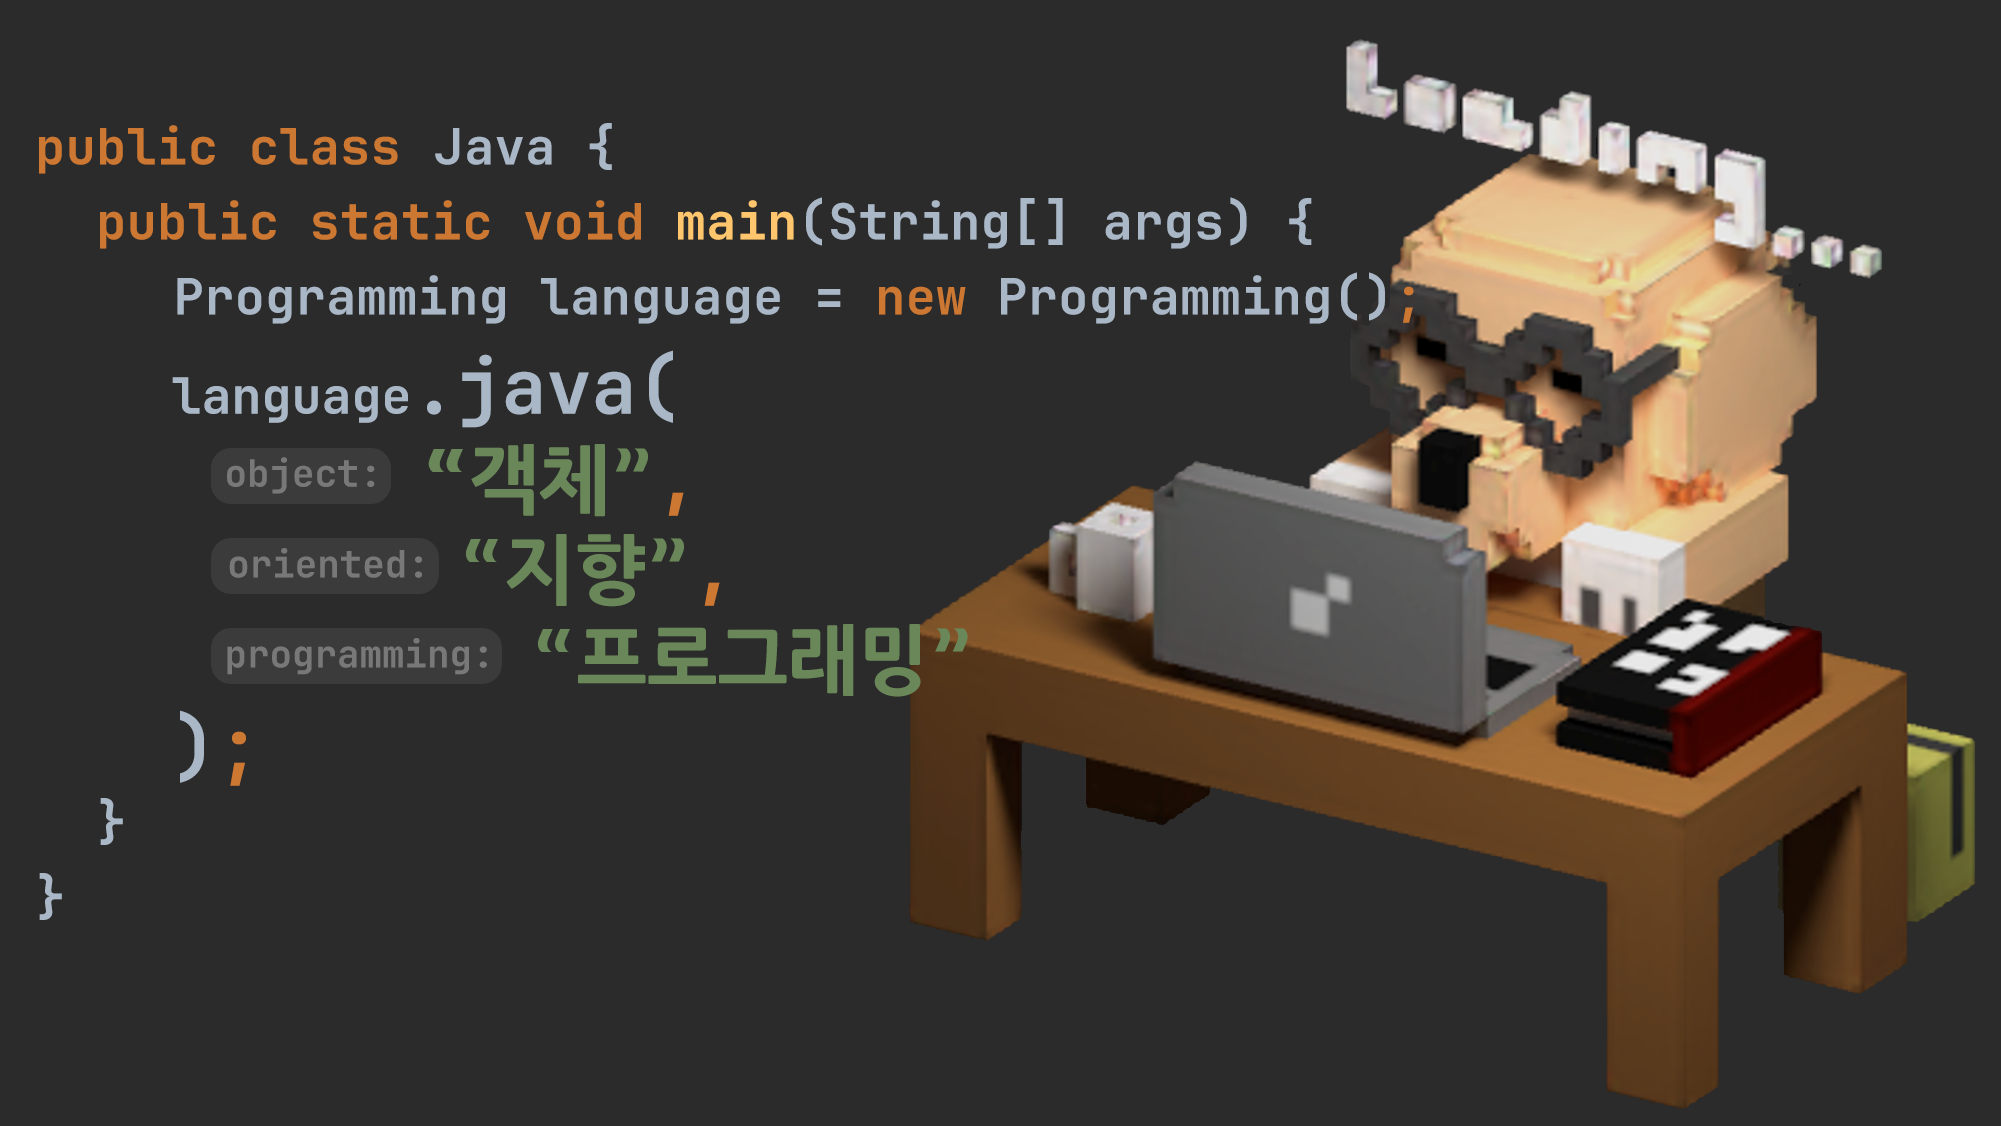 Loading...
public class Java {
public static void main(String[] args) {
Programming language = new Programming();
language.java(
object: “객체”,
oriented: “지향”,
programming: “프로그래밍”
);
}
}